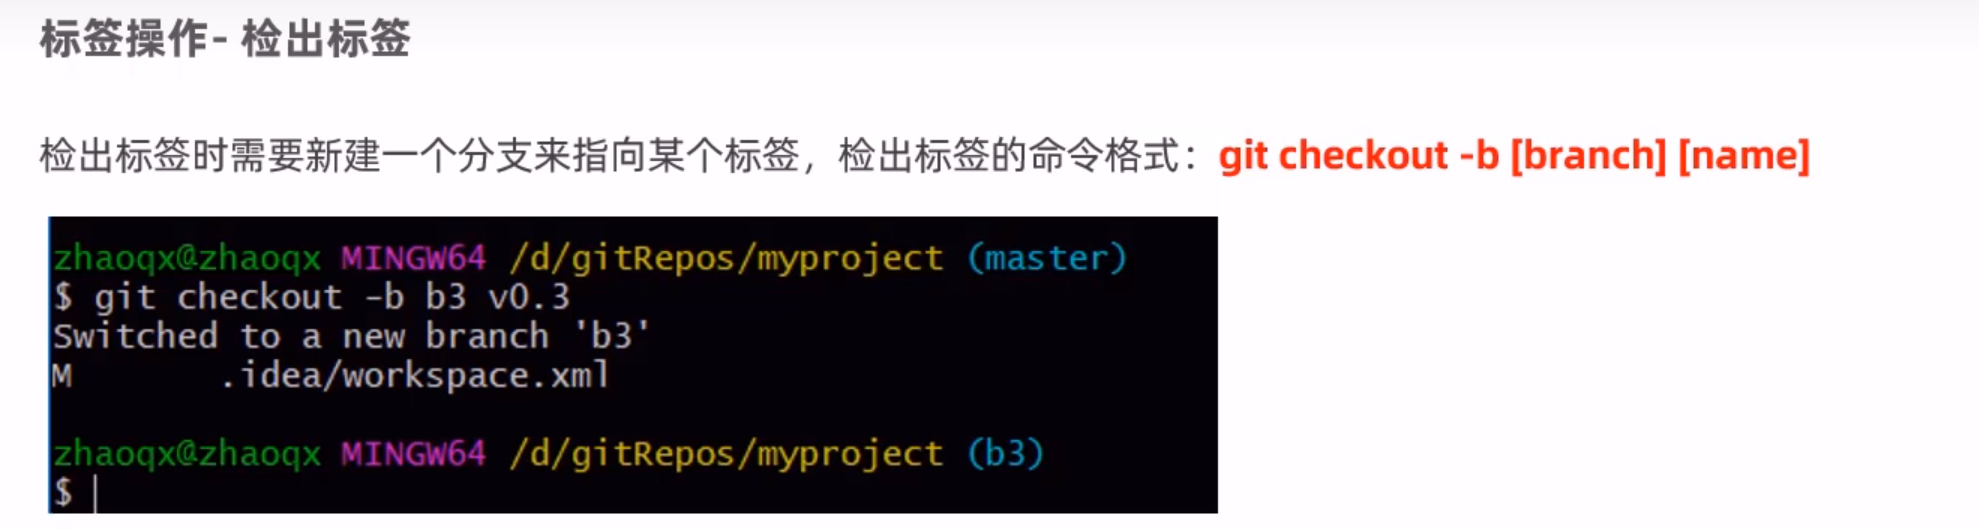 标签操作- 检出标签
检出标签时需要新建一个分支来指向某个标签，检出标签的命令格式：git checkout -b [branch] [name]
zhaoqx@zhaoqx MINGW64 /d/gitRepos/myproject (master)
$ git checkout -b b3 v0.3
Switched to a new branch 'b3'
M       .idea/workspace.xml
zhaoqx@zhaoqx MINGW64 /d/gitRepos/myproject (b3)
$